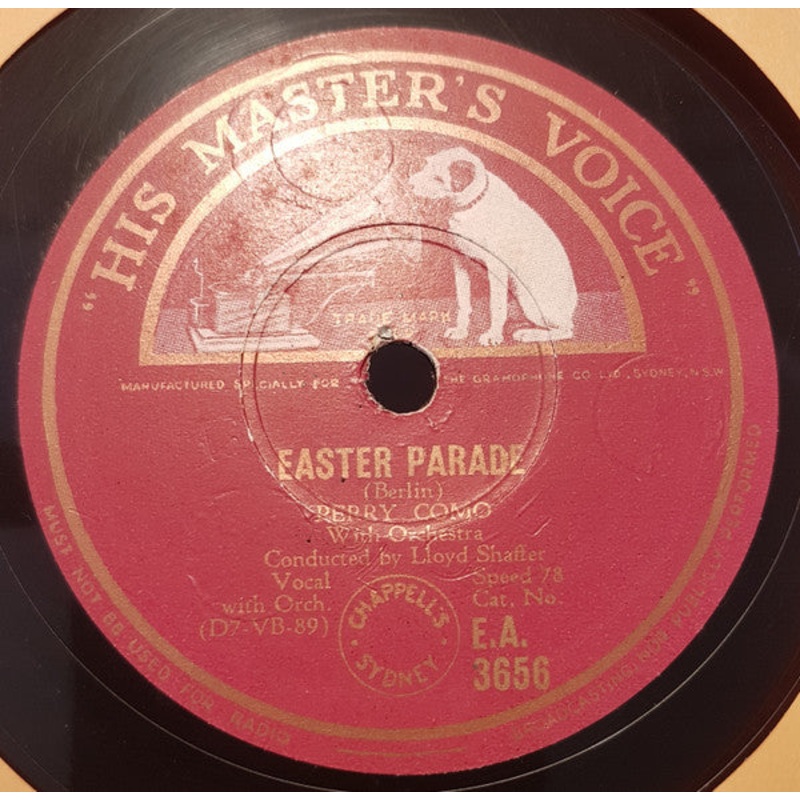 “HIS MASTER'S VOICE”
TRADE MARK
MANUFACTURED SPECIALLY FOR THE GRAMOPHONE CO LTD., SYDNEY, N.S.W.
EASTER PARADE
(Berlin)
PERRY COMO
With Orchestra
Conducted by Lloyd Shaffer
Vocal
with Orch.
(D7-VB-89)
CHAPPELL'S
SYDNEY
Speed 78
Cat. No.
E.A.
3656
MUST NOT BE USED FOR RADIO
BROADCASTING NOR PUBLICLY PERFORMED